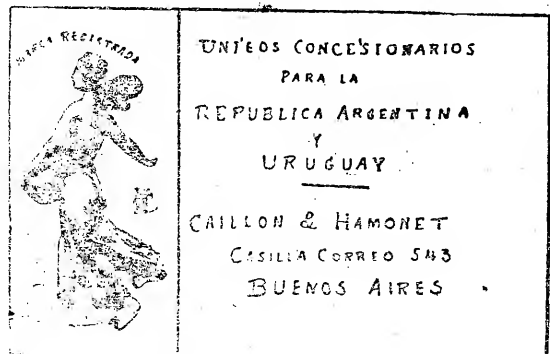 MARCA REGISTRADA
UNICOS CONCESIONARIOS
PARA LA
REPUBLICA ARGENTINA
Y
URUGUAY
CAILLON & HAMONET
CASILLA CORREO 543
BUENOS AIRES